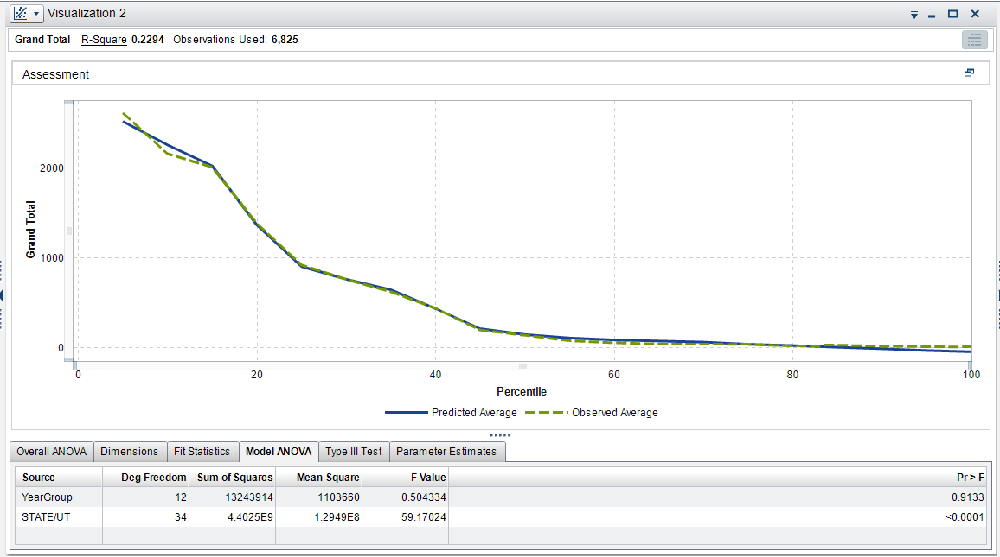 Visualization 2
Grand Total R-Square 0.2294 Observations Used: 6,825
Assessment
2000
1000
0
Grand Total
0 20 40 60 80 100
Percentile
Predicted Average Observed Average
Overall ANOVA Dimensions Fit Statistics Model ANOVA Type III Test Parameter Estimates
Source Deg Freedom Sum of Squares Mean Square F Value Pr > F
YearGroup 12 13243914 1103660 0.504334 0.9133
STATE/UT 34 4.4025E9 1.2949E8 59.17024 <0.0001